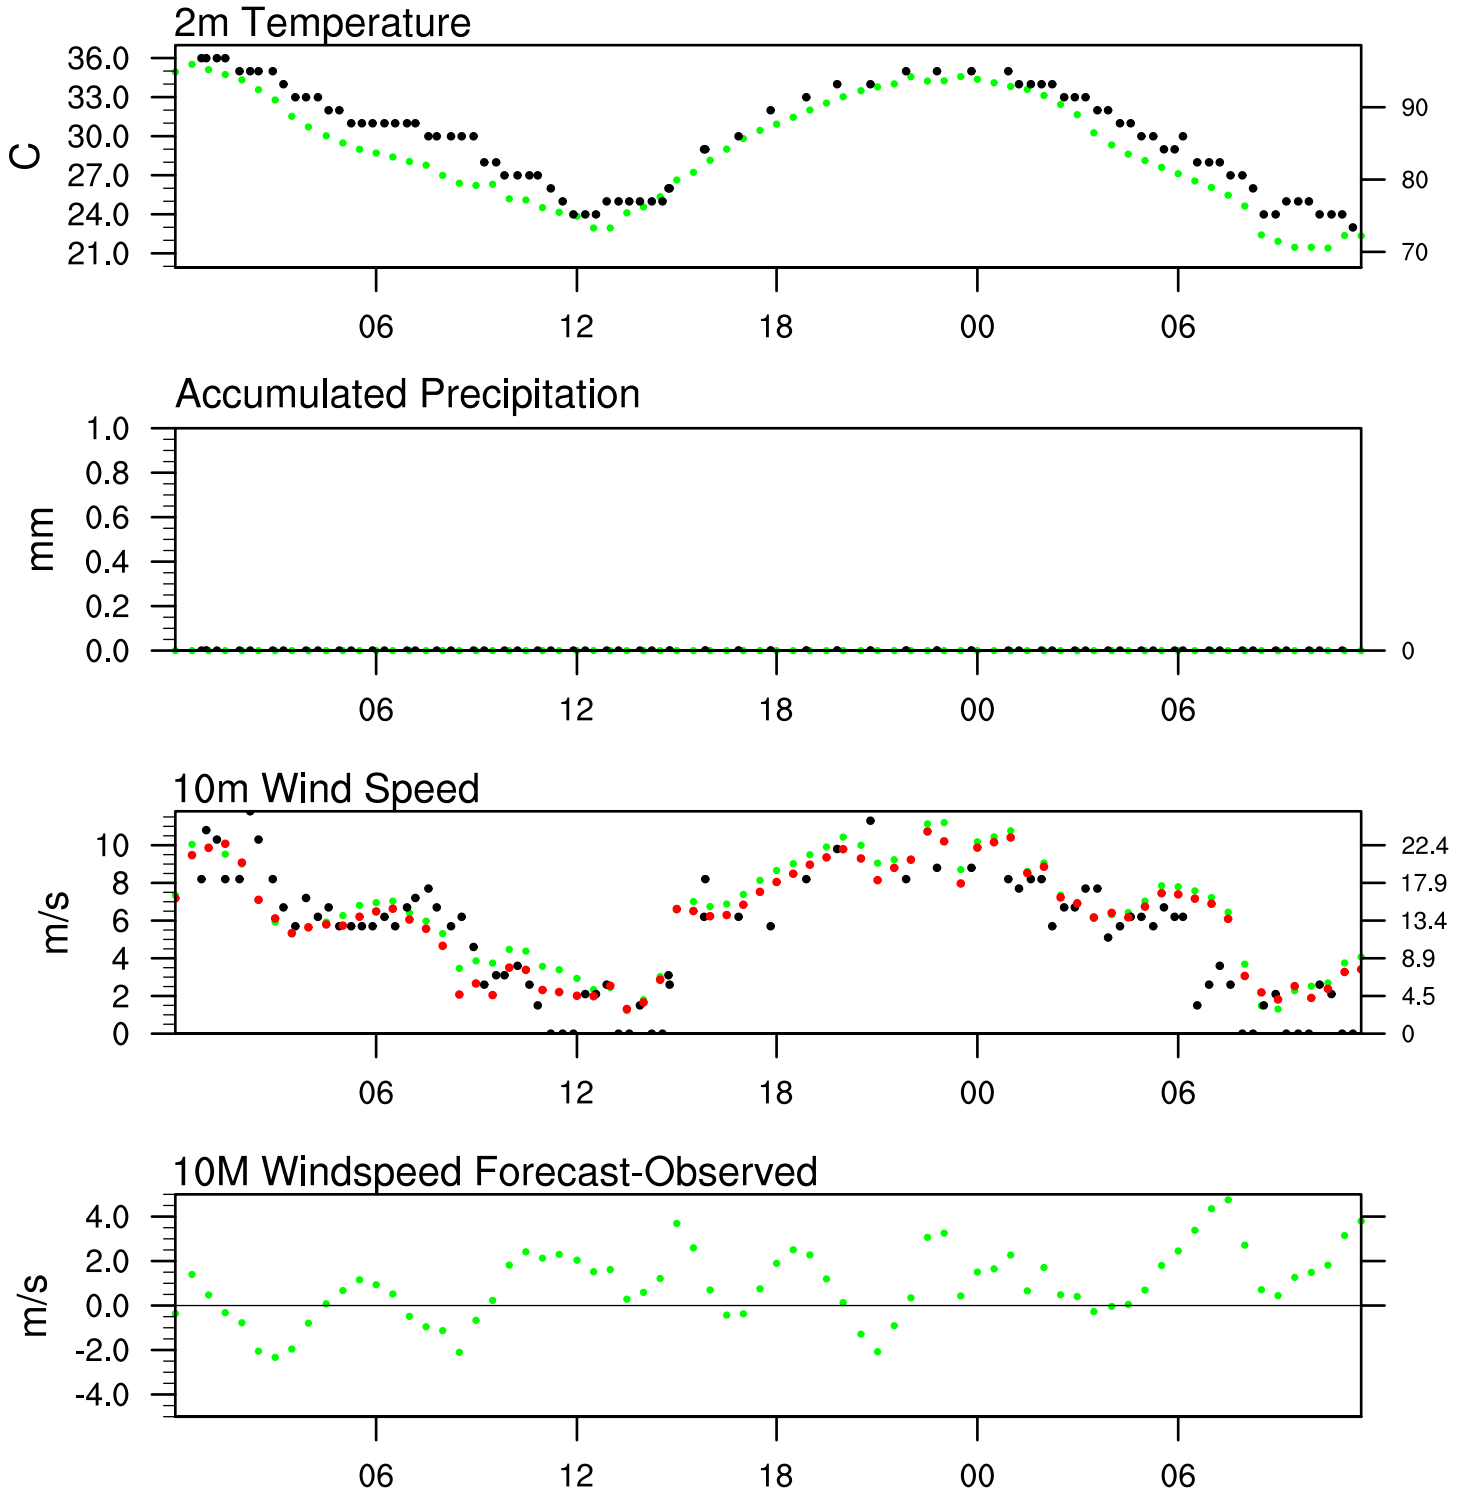 2m Temperature
36.0
33.0
30.0
27.0
24.0
21.0
C
90
80
70
06 12 18 00 06
Accumulated Precipitation
1.0
0.8
0.6
0.4
0.2
0.0
mm
0
06 12 18 00 06
10m Wind Speed
10
8
6
4
2
0
m/s
22.4
17.9
13.4
8.9
4.5
0
06 12 18 00 06
10M Windspeed Forecast-Observed
4.0
2.0
0.0
-2.0
-4.0
m/s
06 12 18 00 06